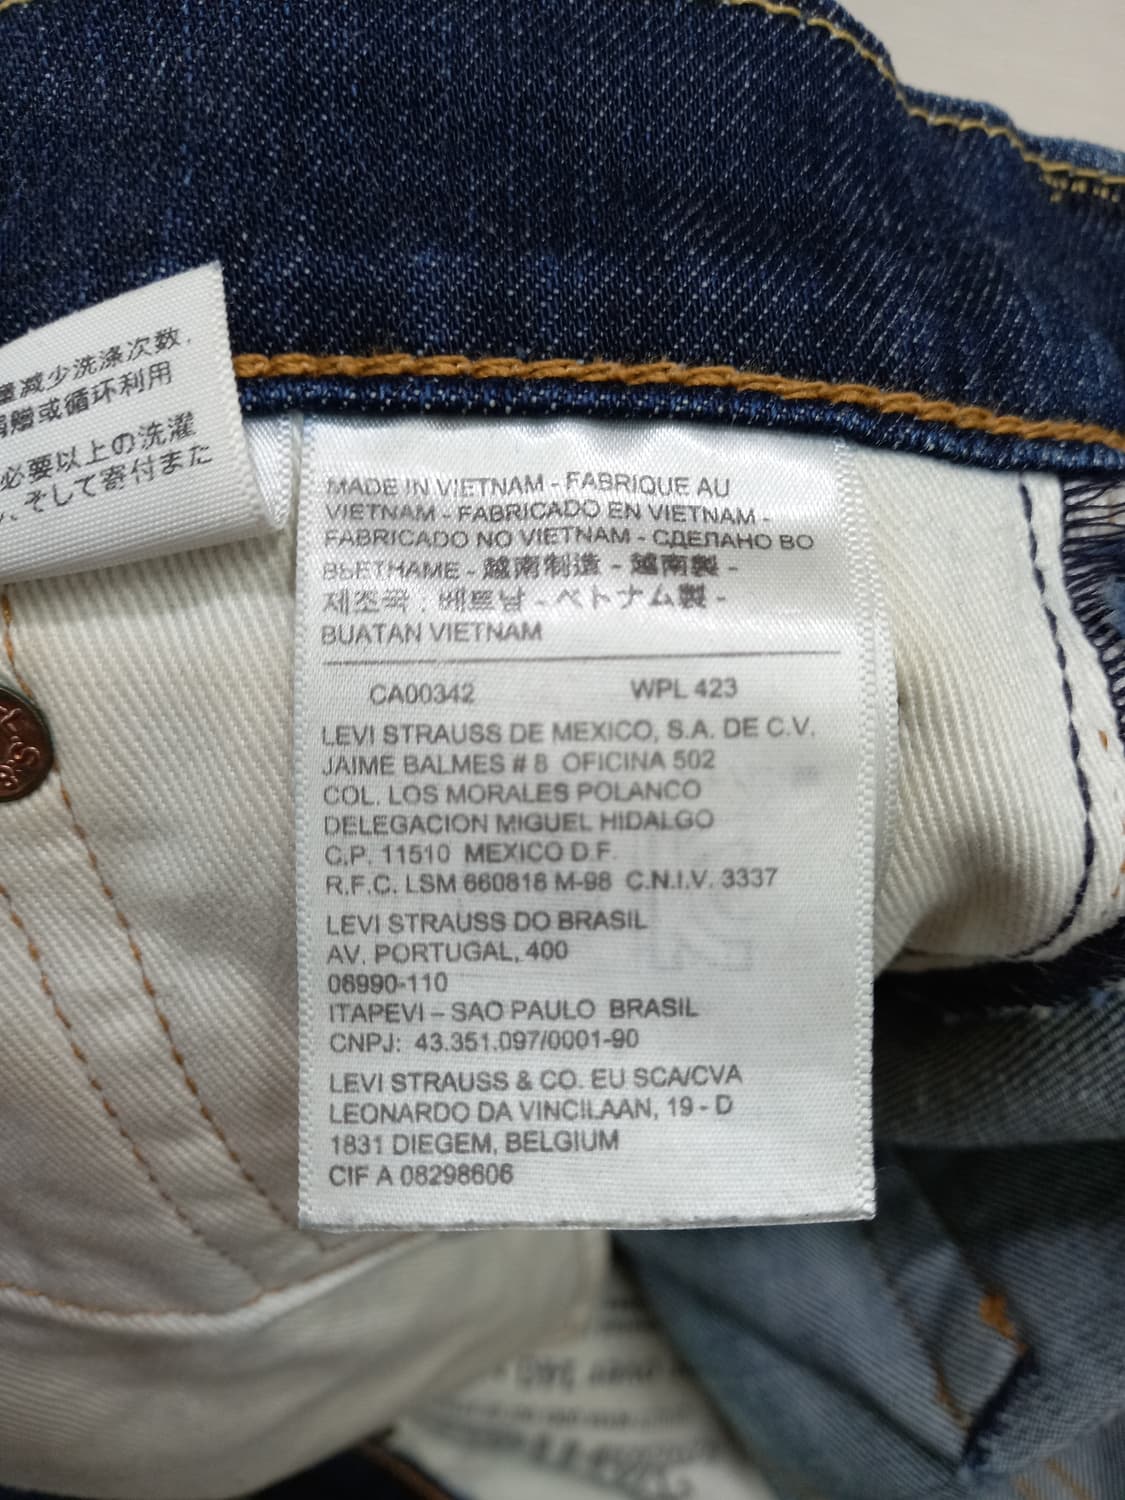 量减少洗涤次数,
捐赠或循环利用
必要以上の洗濯
、そして寄付また
MADE IN VIETNAM - FABRIQUE AU
VIETNAM - FABRICADO EN VIETNAM -
FABRICADO NO VIETNAM - СДЕЛАНО ВО
ВЬЕТНАМЕ - 越南制造 - 越南製 -
제조국 : 베트남 - ベトナム製 -
BUATAN VIETNAM
CA00342 WPL 423
LEVI STRAUSS DE MEXICO, S.A. DE C.V.
JAIME BALMES # 8 OFICINA 502
COL. LOS MORALES POLANCO
DELEGACION MIGUEL HIDALGO
C.P. 11510 MEXICO D.F.
R.F.C. LSM 660816 M-98 C.N.I.V. 3337
LEVI STRAUSS DO BRASIL
AV. PORTUGAL, 400
06990-110
ITAPEVI – SAO PAULO BRASIL
CNPJ: 43.351.097/0001-90
LEVI STRAUSS & CO. EU SCA/CVA
LEONARDO DA VINCILAAN, 19 - D
1831 DIEGEM, BELGIUM
CIF A 08298606